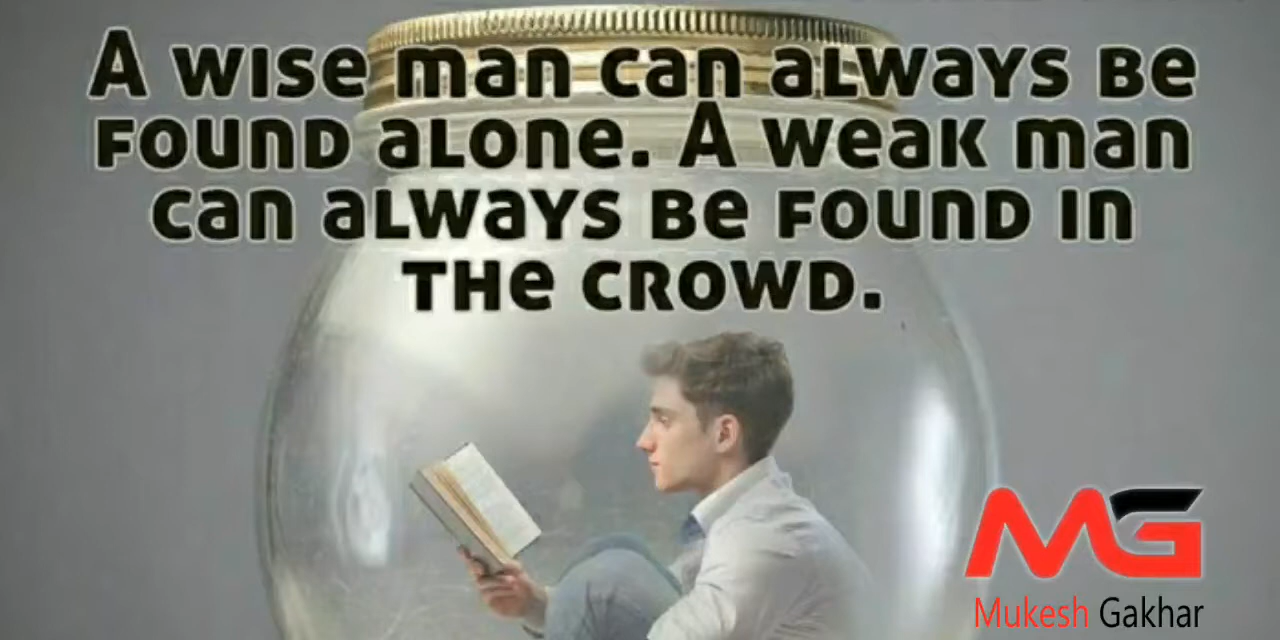 A wise man can always be
found alone. A weak man
can always be found in
the crowd.
MG
Mukesh Gakhar